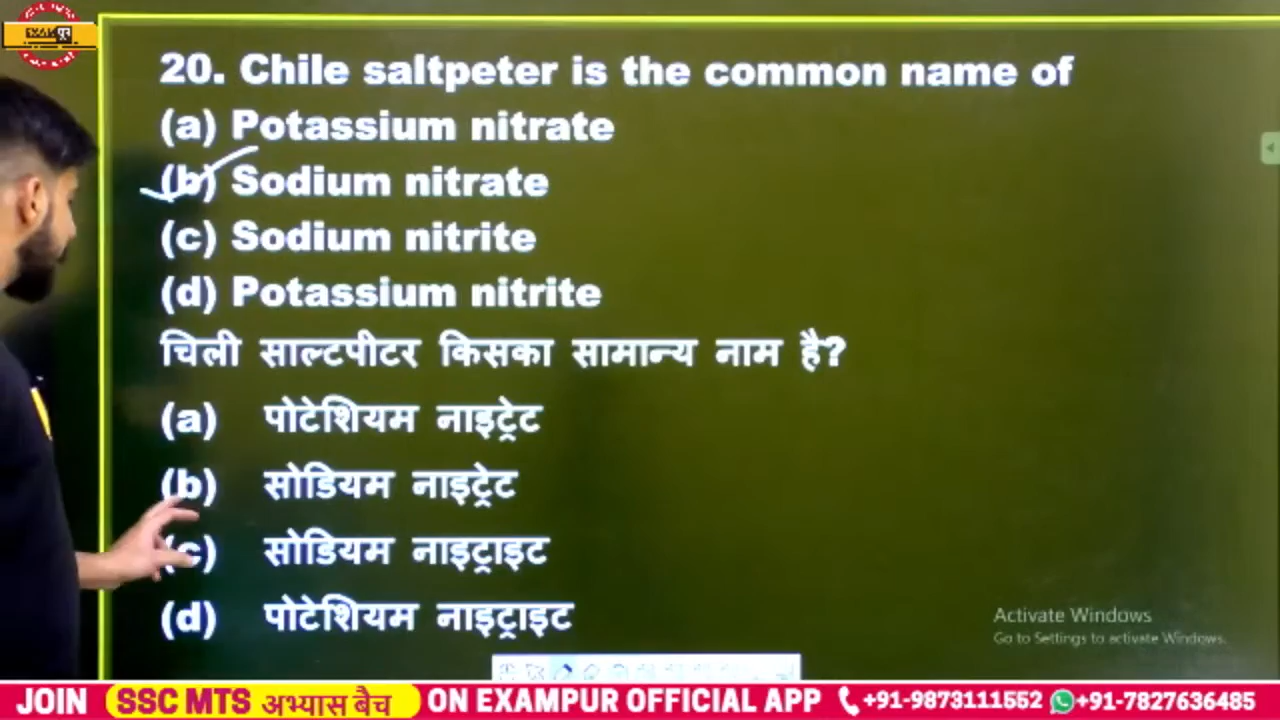 EXAM पुर
20. Chile saltpeter is the common name of
(a) Potassium nitrate
(b) Sodium nitrate
(c) Sodium nitrite
(d) Potassium nitrite
चिली साल्टपीटर किसका सामान्य नाम है?
(a) पोटेशियम नाइट्रेट
(b) सोडियम नाइट्रेट
(c) सोडियम नाइट्राइट
(d) पोटेशियम नाइट्राइट
Activate Windows
Go to Settings to activate Windows.
JOIN SSC MTS अभ्यास बैच ON EXAMPUR OFFICIAL APP +91-9873111552 +91-7827636485